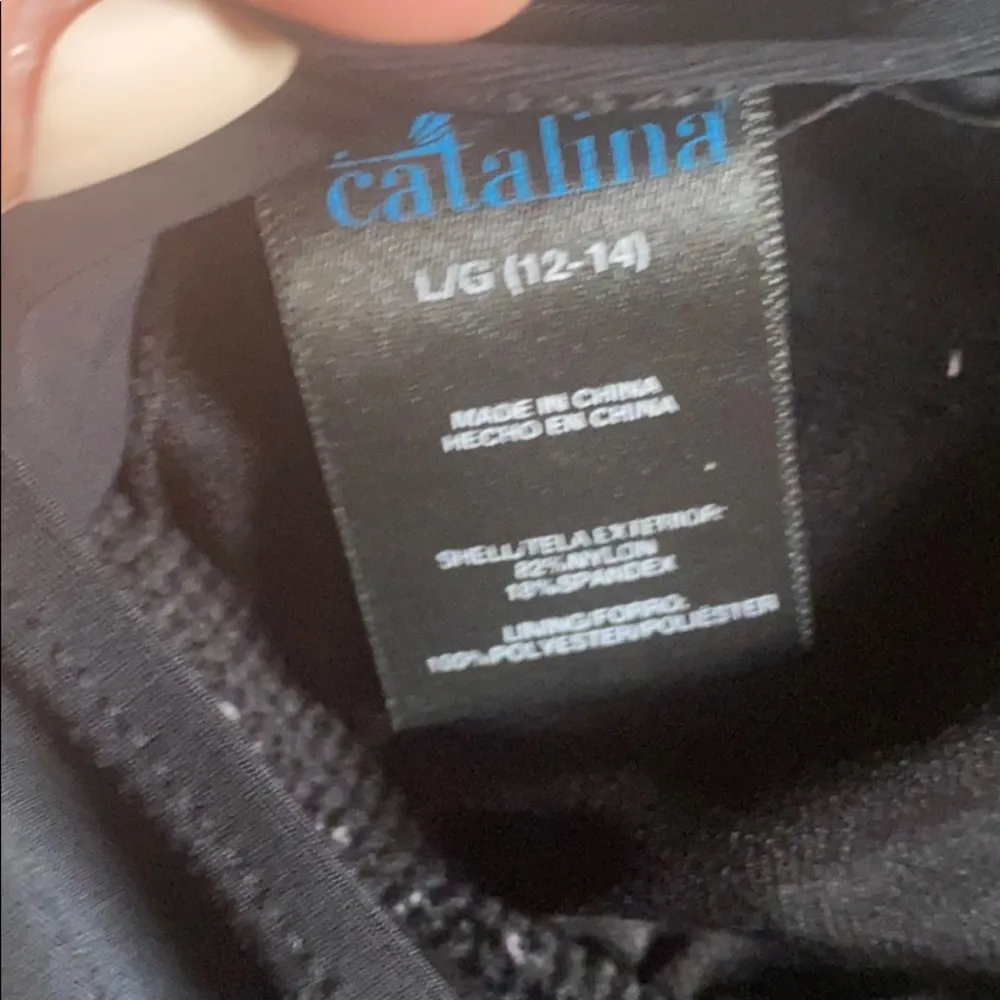 catalina
L/G (12-14)
MADE IN CHINA
HECHO EN CHINA
SHELL/TELA EXTERIOR:
82% NYLON
18% SPANDEX
LINING/FORRO:
100% POLYESTER/POLIÉSTER